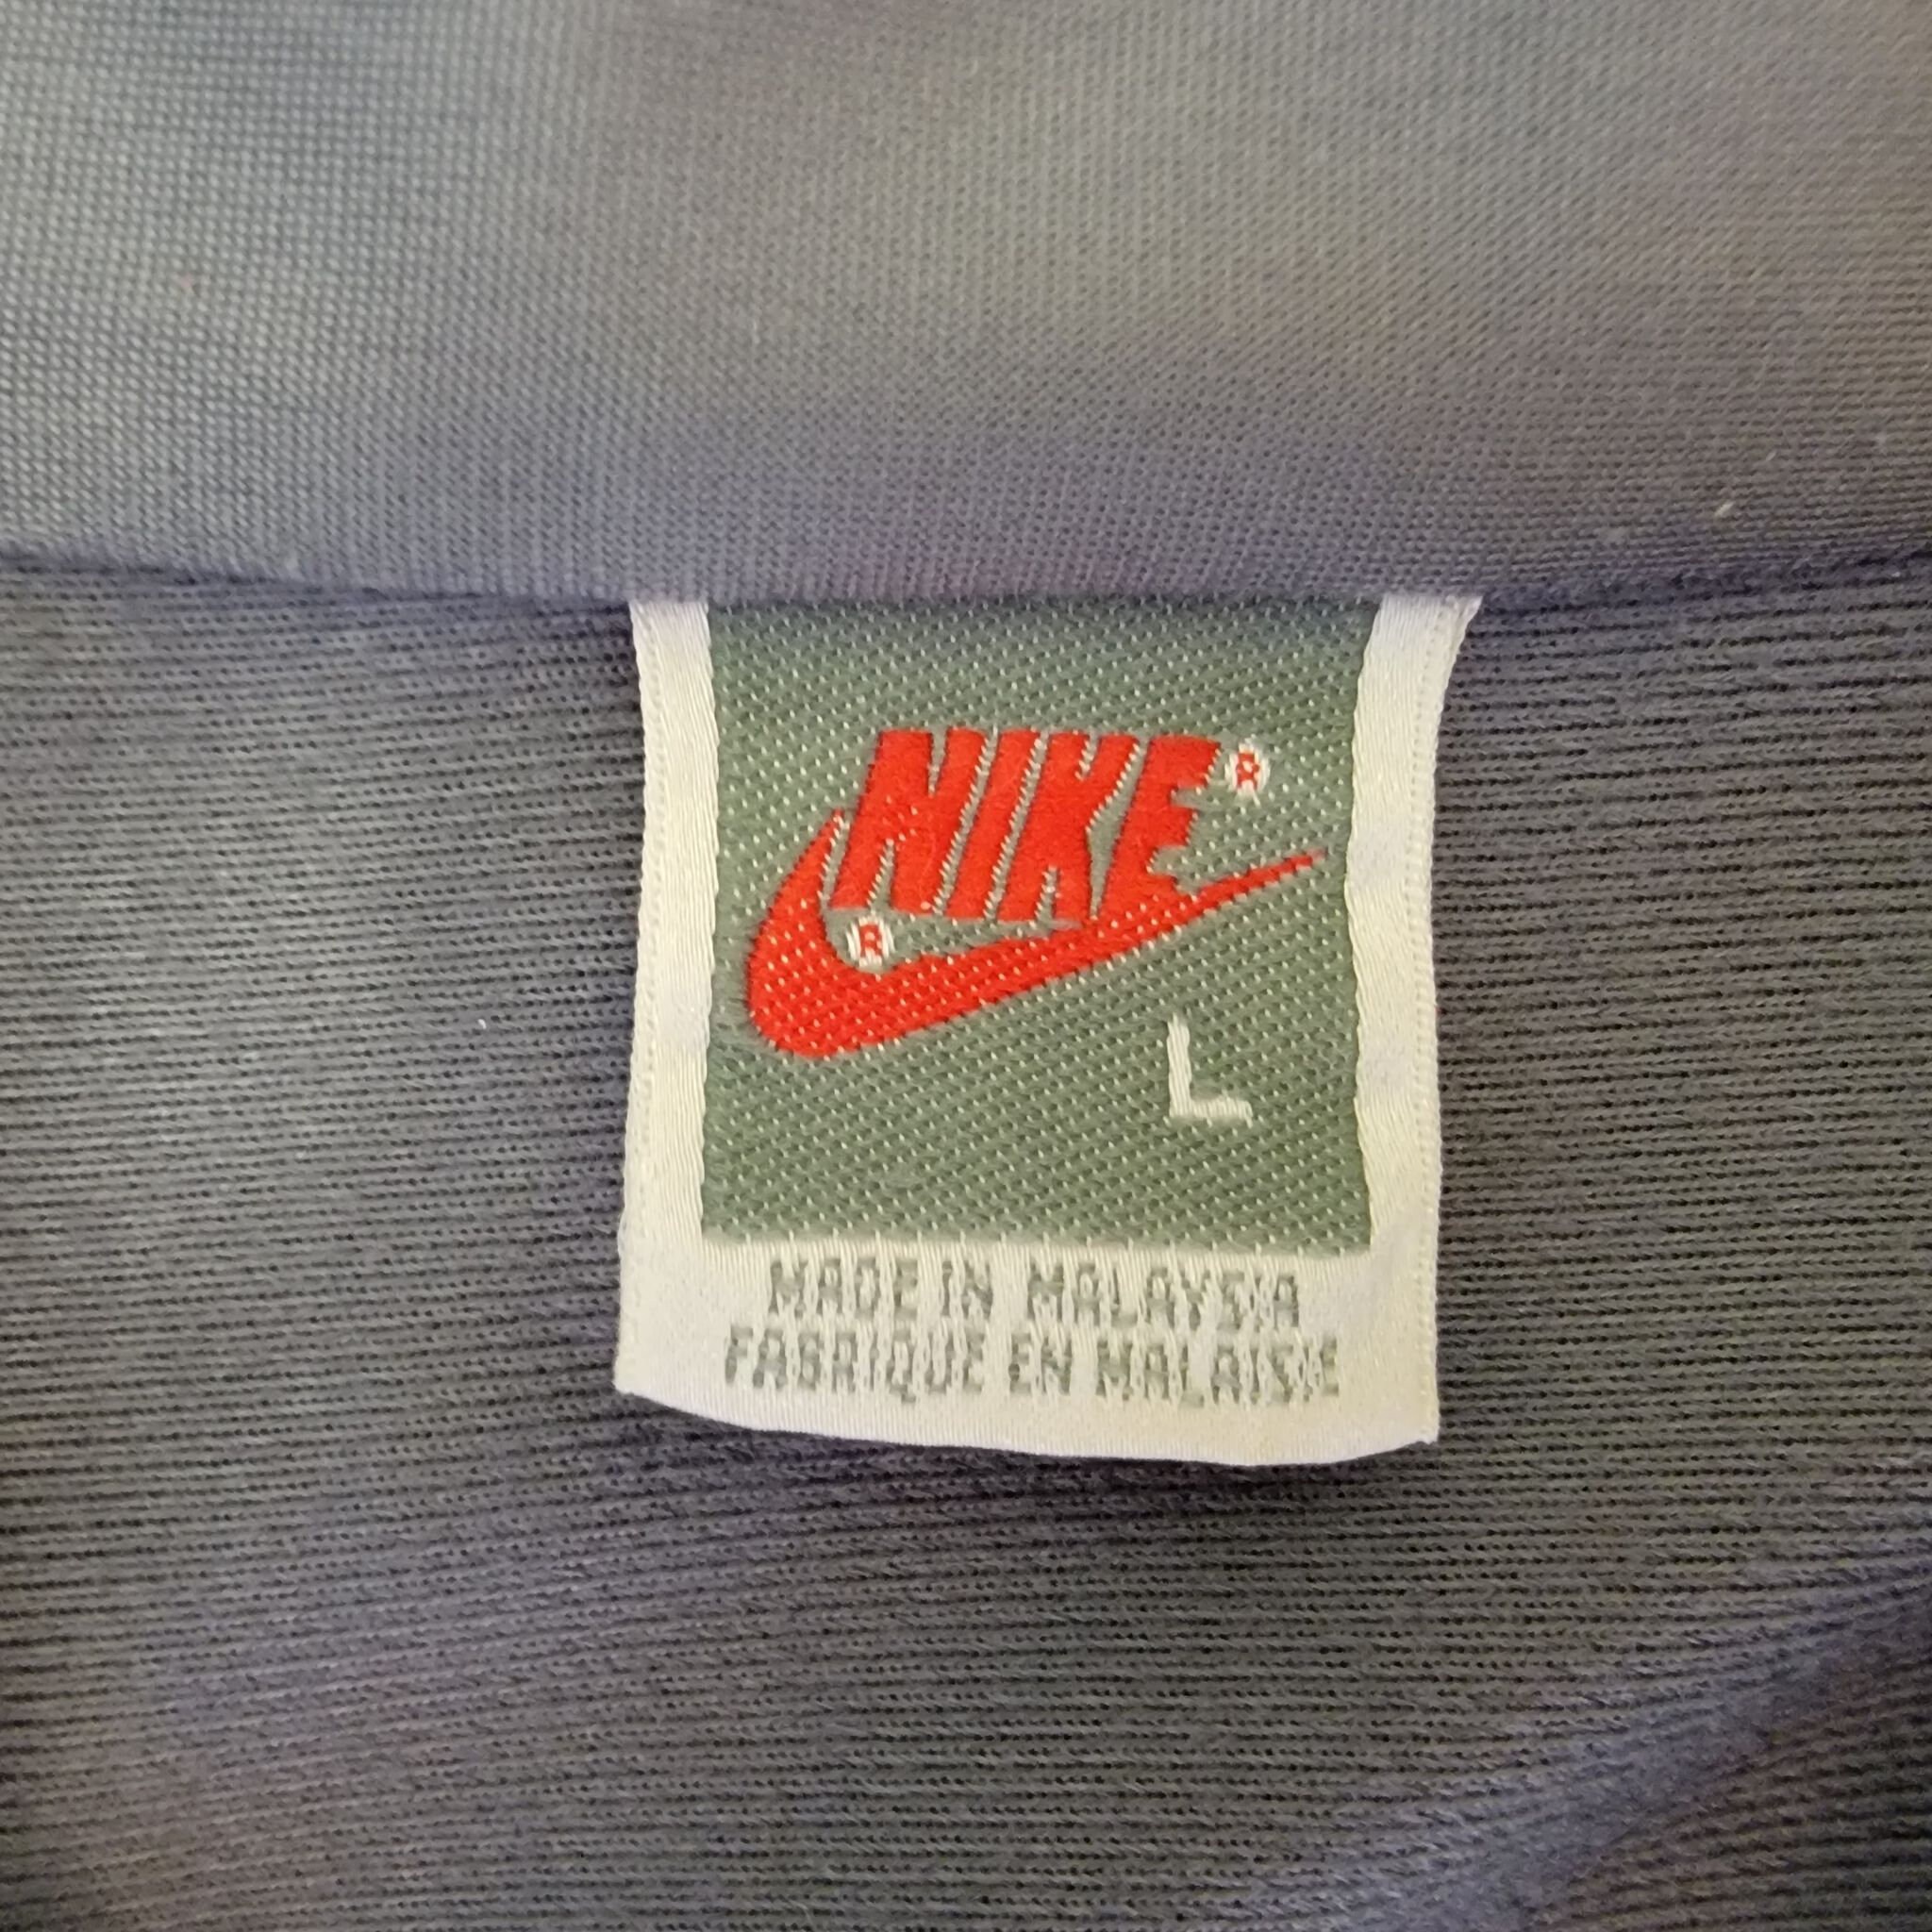 NIKE®
®
L
MADE IN MALAYSIA
FABRIQUE EN MALAISIE